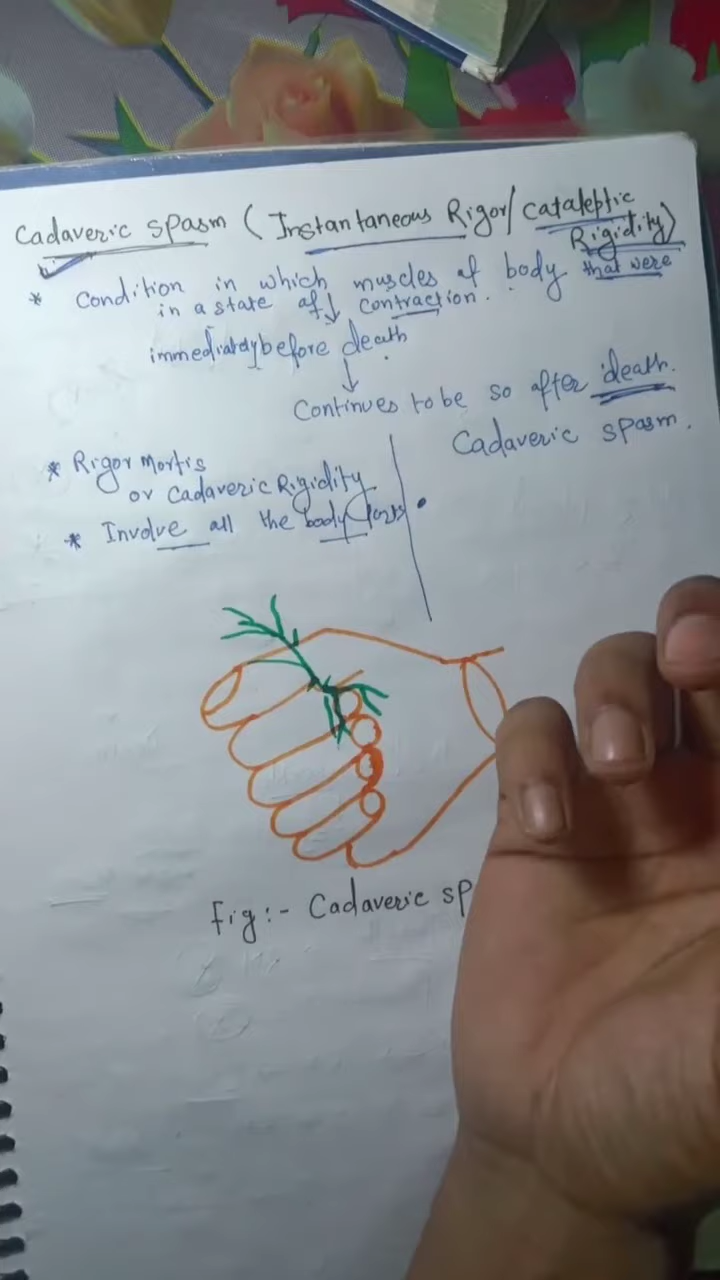 Cadaveric spasm (Instantaneous Rigor/ Cataleptic
Rigidity)
* Condition in which muscles of body that were
in a state of contraction.
immediately before death
Continues to be so after death.
Cadaveric spasm.
* Rigor Mortis
or Cadaveric Rigidity
* Involve all the body parts
Fig:- Cadaveric sp